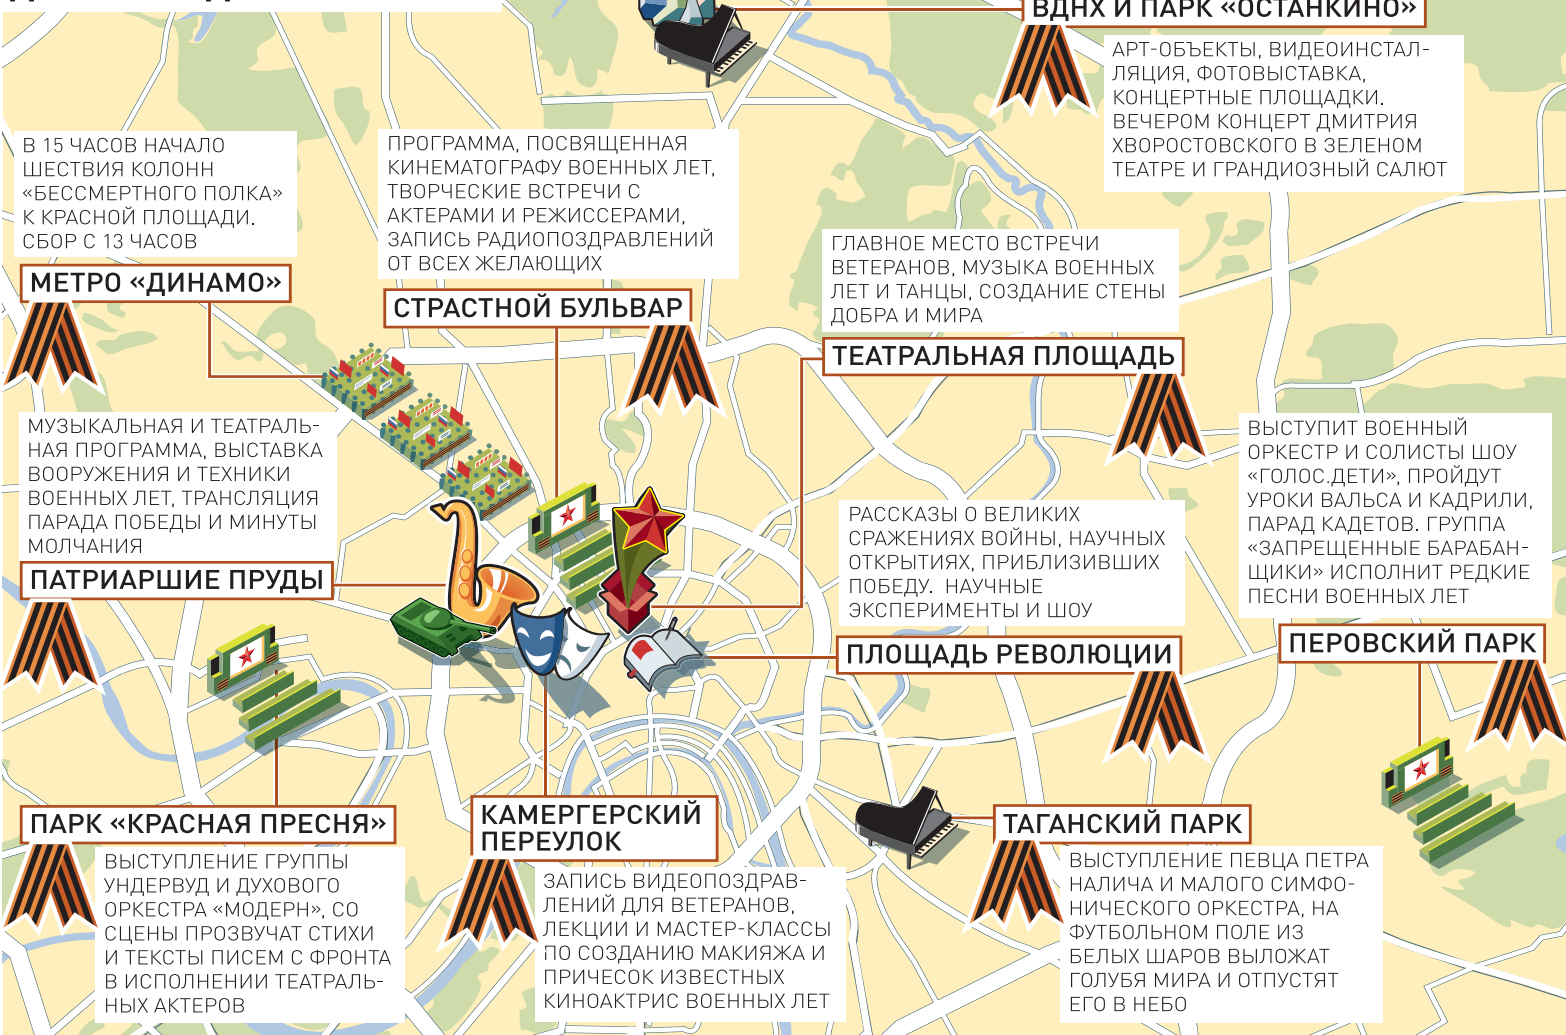 ВДНХ И ПАРК «ОСТАНКИНО»
АРТ-ОБЪЕКТЫ, ВИДЕОИНСТАЛ-
ЛЯЦИЯ, ФОТОВЫСТАВКА,
КОНЦЕРТНЫЕ ПЛОЩАДКИ.
ВЕЧЕРОМ КОНЦЕРТ ДМИТРИЯ
ХВОРОСТОВСКОГО В ЗЕЛЕНОМ
ТЕАТРЕ И ГРАНДИОЗНЫЙ САЛЮТ
В 15 ЧАСОВ НАЧАЛО
ШЕСТВИЯ КОЛОНН
«БЕССМЕРТНОГО ПОЛКА»
К КРАСНОЙ ПЛОЩАДИ.
СБОР С 13 ЧАСОВ
МЕТРО «ДИНАМО»
ПРОГРАММА, ПОСВЯЩЕННАЯ
КИНЕМАТОГРАФУ ВОЕННЫХ ЛЕТ,
ТВОРЧЕСКИЕ ВСТРЕЧИ С
АКТЕРАМИ И РЕЖИССЕРАМИ,
ЗАПИСЬ РАДИОПОЗДРАВЛЕНИЙ
ОТ ВСЕХ ЖЕЛАЮЩИХ
СТРАСТНОЙ БУЛЬВАР
ГЛАВНОЕ МЕСТО ВСТРЕЧИ
ВЕТЕРАНОВ, МУЗЫКА ВОЕННЫХ
ЛЕТ И ТАНЦЫ, СОЗДАНИЕ СТЕНЫ
ДОБРА И МИРА
ТЕАТРАЛЬНАЯ ПЛОЩАДЬ
МУЗЫКАЛЬНАЯ И ТЕАТРАЛЬ-
НАЯ ПРОГРАММА, ВЫСТАВКА
ВООРУЖЕНИЯ И ТЕХНИКИ
ВОЕННЫХ ЛЕТ, ТРАНСЛЯЦИЯ
ПАРАДА ПОБЕДЫ И МИНУТЫ
МОЛЧАНИЯ
ПАТРИАРШИЕ ПРУДЫ
РАССКАЗЫ О ВЕЛИКИХ
СРАЖЕНИЯХ ВОЙНЫ, НАУЧНЫХ
ОТКРЫТИЯХ, ПРИБЛИЗИВШИХ
ПОБЕДУ. НАУЧНЫЕ
ЭКСПЕРИМЕНТЫ И ШОУ
ПЛОЩАДЬ РЕВОЛЮЦИИ
ВЫСТУПИТ ВОЕННЫЙ
ОРКЕСТР И СОЛИСТЫ ШОУ
«ГОЛОС.ДЕТИ», ПРОЙДУТ
УРОКИ ВАЛЬСА И КАДРИЛИ,
ПАРАД КАДЕТОВ. ГРУППА
«ЗАПРЕЩЕННЫЕ БАРАБАН-
ЩИКИ» ИСПОЛНИТ РЕДКИЕ
ПЕСНИ ВОЕННЫХ ЛЕТ
ПЕРОВСКИЙ ПАРК
ПАРК «КРАСНАЯ ПРЕСНЯ»
ВЫСТУПЛЕНИЕ ГРУППЫ
УНДЕРВУД И ДУХОВОГО
ОРКЕСТРА «МОДЕРН», СО
СЦЕНЫ ПРОЗВУЧАТ СТИХИ
И ТЕКСТЫ ПИСЕМ С ФРОНТА
В ИСПОЛНЕНИИ ТЕАТРАЛЬ-
НЫХ АКТЕРОВ
КАМЕРГЕРСКИЙ
ПЕРЕУЛОК
ЗАПИСЬ ВИДЕОПОЗДРАВ-
ЛЕНИЙ ДЛЯ ВЕТЕРАНОВ,
ЛЕКЦИИ И МАСТЕР-КЛАССЫ
ПО СОЗДАНИЮ МАКИЯЖА И
ПРИЧЕСОК ИЗВЕСТНЫХ
КИНОАКТРИС ВОЕННЫХ ЛЕТ
ТАГАНСКИЙ ПАРК
ВЫСТУПЛЕНИЕ ПЕВЦА ПЕТРА
НАЛИЧА И МАЛОГО СИМФО-
НИЧЕСКОГО ОРКЕСТРА, НА
ФУТБОЛЬНОМ ПОЛЕ ИЗ
БЕЛЫХ ШАРОВ ВЫЛОЖАТ
ГОЛУБЯ МИРА И ОТПУСТЯТ
ЕГО В НЕБО